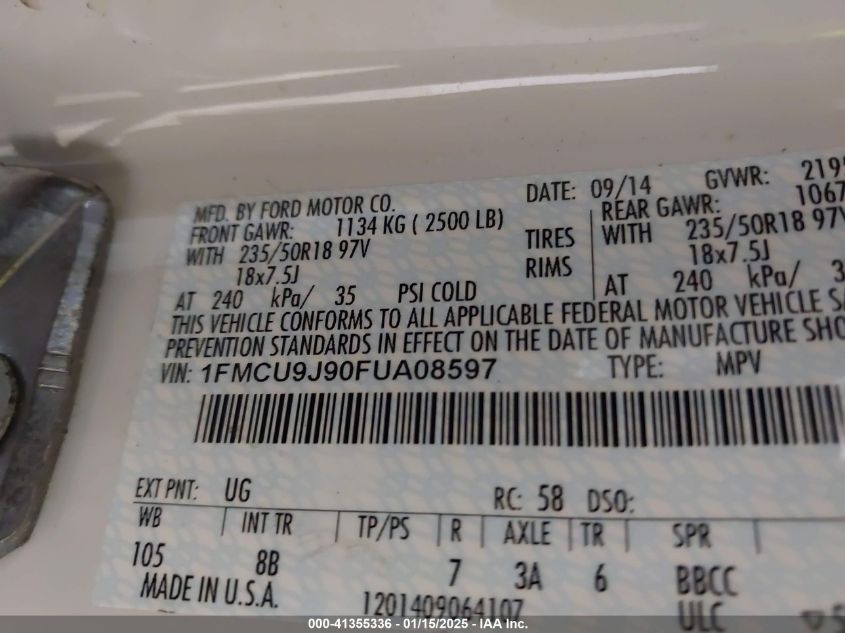 MFD. BY FORD MOTOR CO. DATE: 09/14 GVWR:
FRONT GAWR: 1134 KG ( 2500 LB) REAR GAWR:
WITH 235/50R18 97V TIRES WITH 235/50R18 97V
18x7.5J RIMS 18x7.5J
AT 240 kPa/ 35 PSI COLD AT 240 kPa/
THIS VEHICLE CONFORMS TO ALL APPLICABLE FEDERAL MOTOR VEHICLE
PREVENTION STANDARDS IN EFFECT ON THE DATE OF MANUFACTURE
VIN: 1FMCU9J90FUA08597 TYPE: MPV
EXT PNT: UG RC: 58 DSO:
WB INT TR TP/PS R AXLE TR SPR
105 8B 7 3A 6 BBCC
MADE IN U.S.A. 1201409064107 ULC
000-41355336 - 01/15/2025 - IAA Inc.